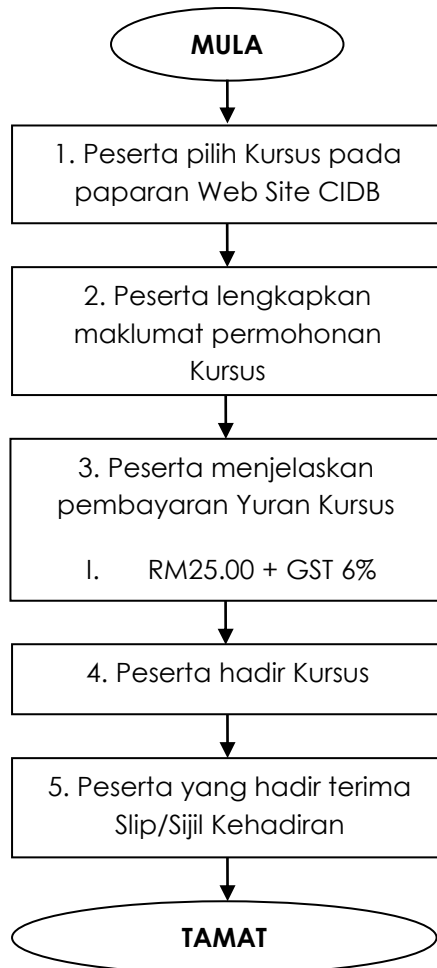 MULA
1. Peserta pilih Kursus pada
paparan Web Site CIDB
2. Peserta lengkapkan
maklumat permohonan
Kursus
3. Peserta menjelaskan
pembayaran Yuran Kursus
I. RM25.00 + GST 6%
4. Peserta hadir Kursus
5. Peserta yang hadir terima
Slip/Sijil Kehadiran
TAMAT